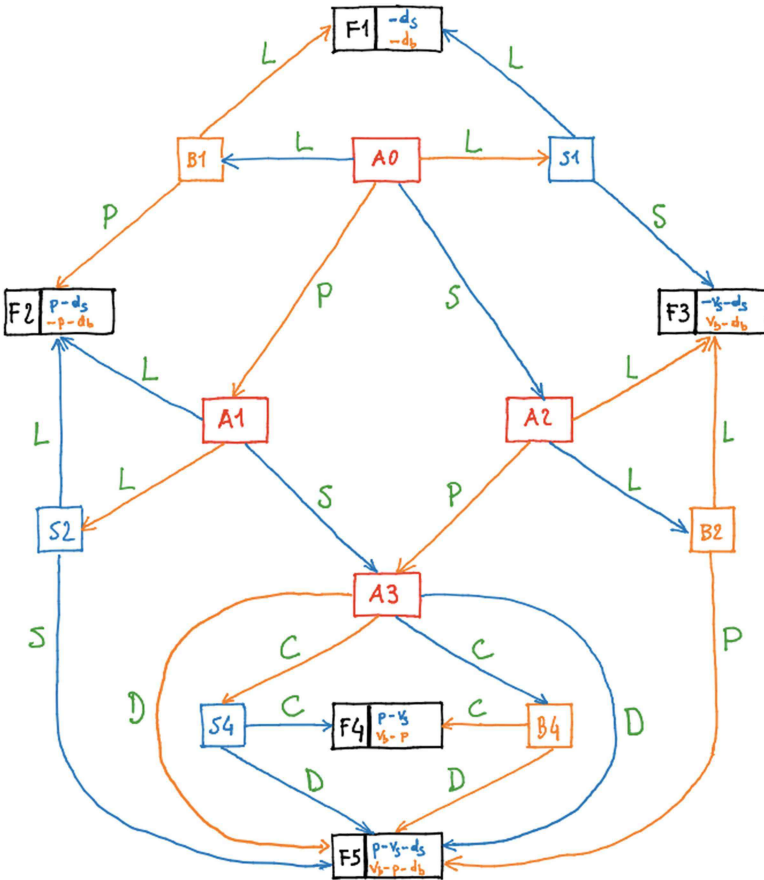 F1 -ds
-db
L L
B1 L A0 L S1
P S
P S
F2 p-ds
-p-db
F3 -vs-ds
vb-db
L L
A1 A2
L L L L
S P
S2 B2
A3
S C C P
D D
S4 C F4 p-vs
vb-p
C B4
D D
F5 p-vs-ds
vb-p-db